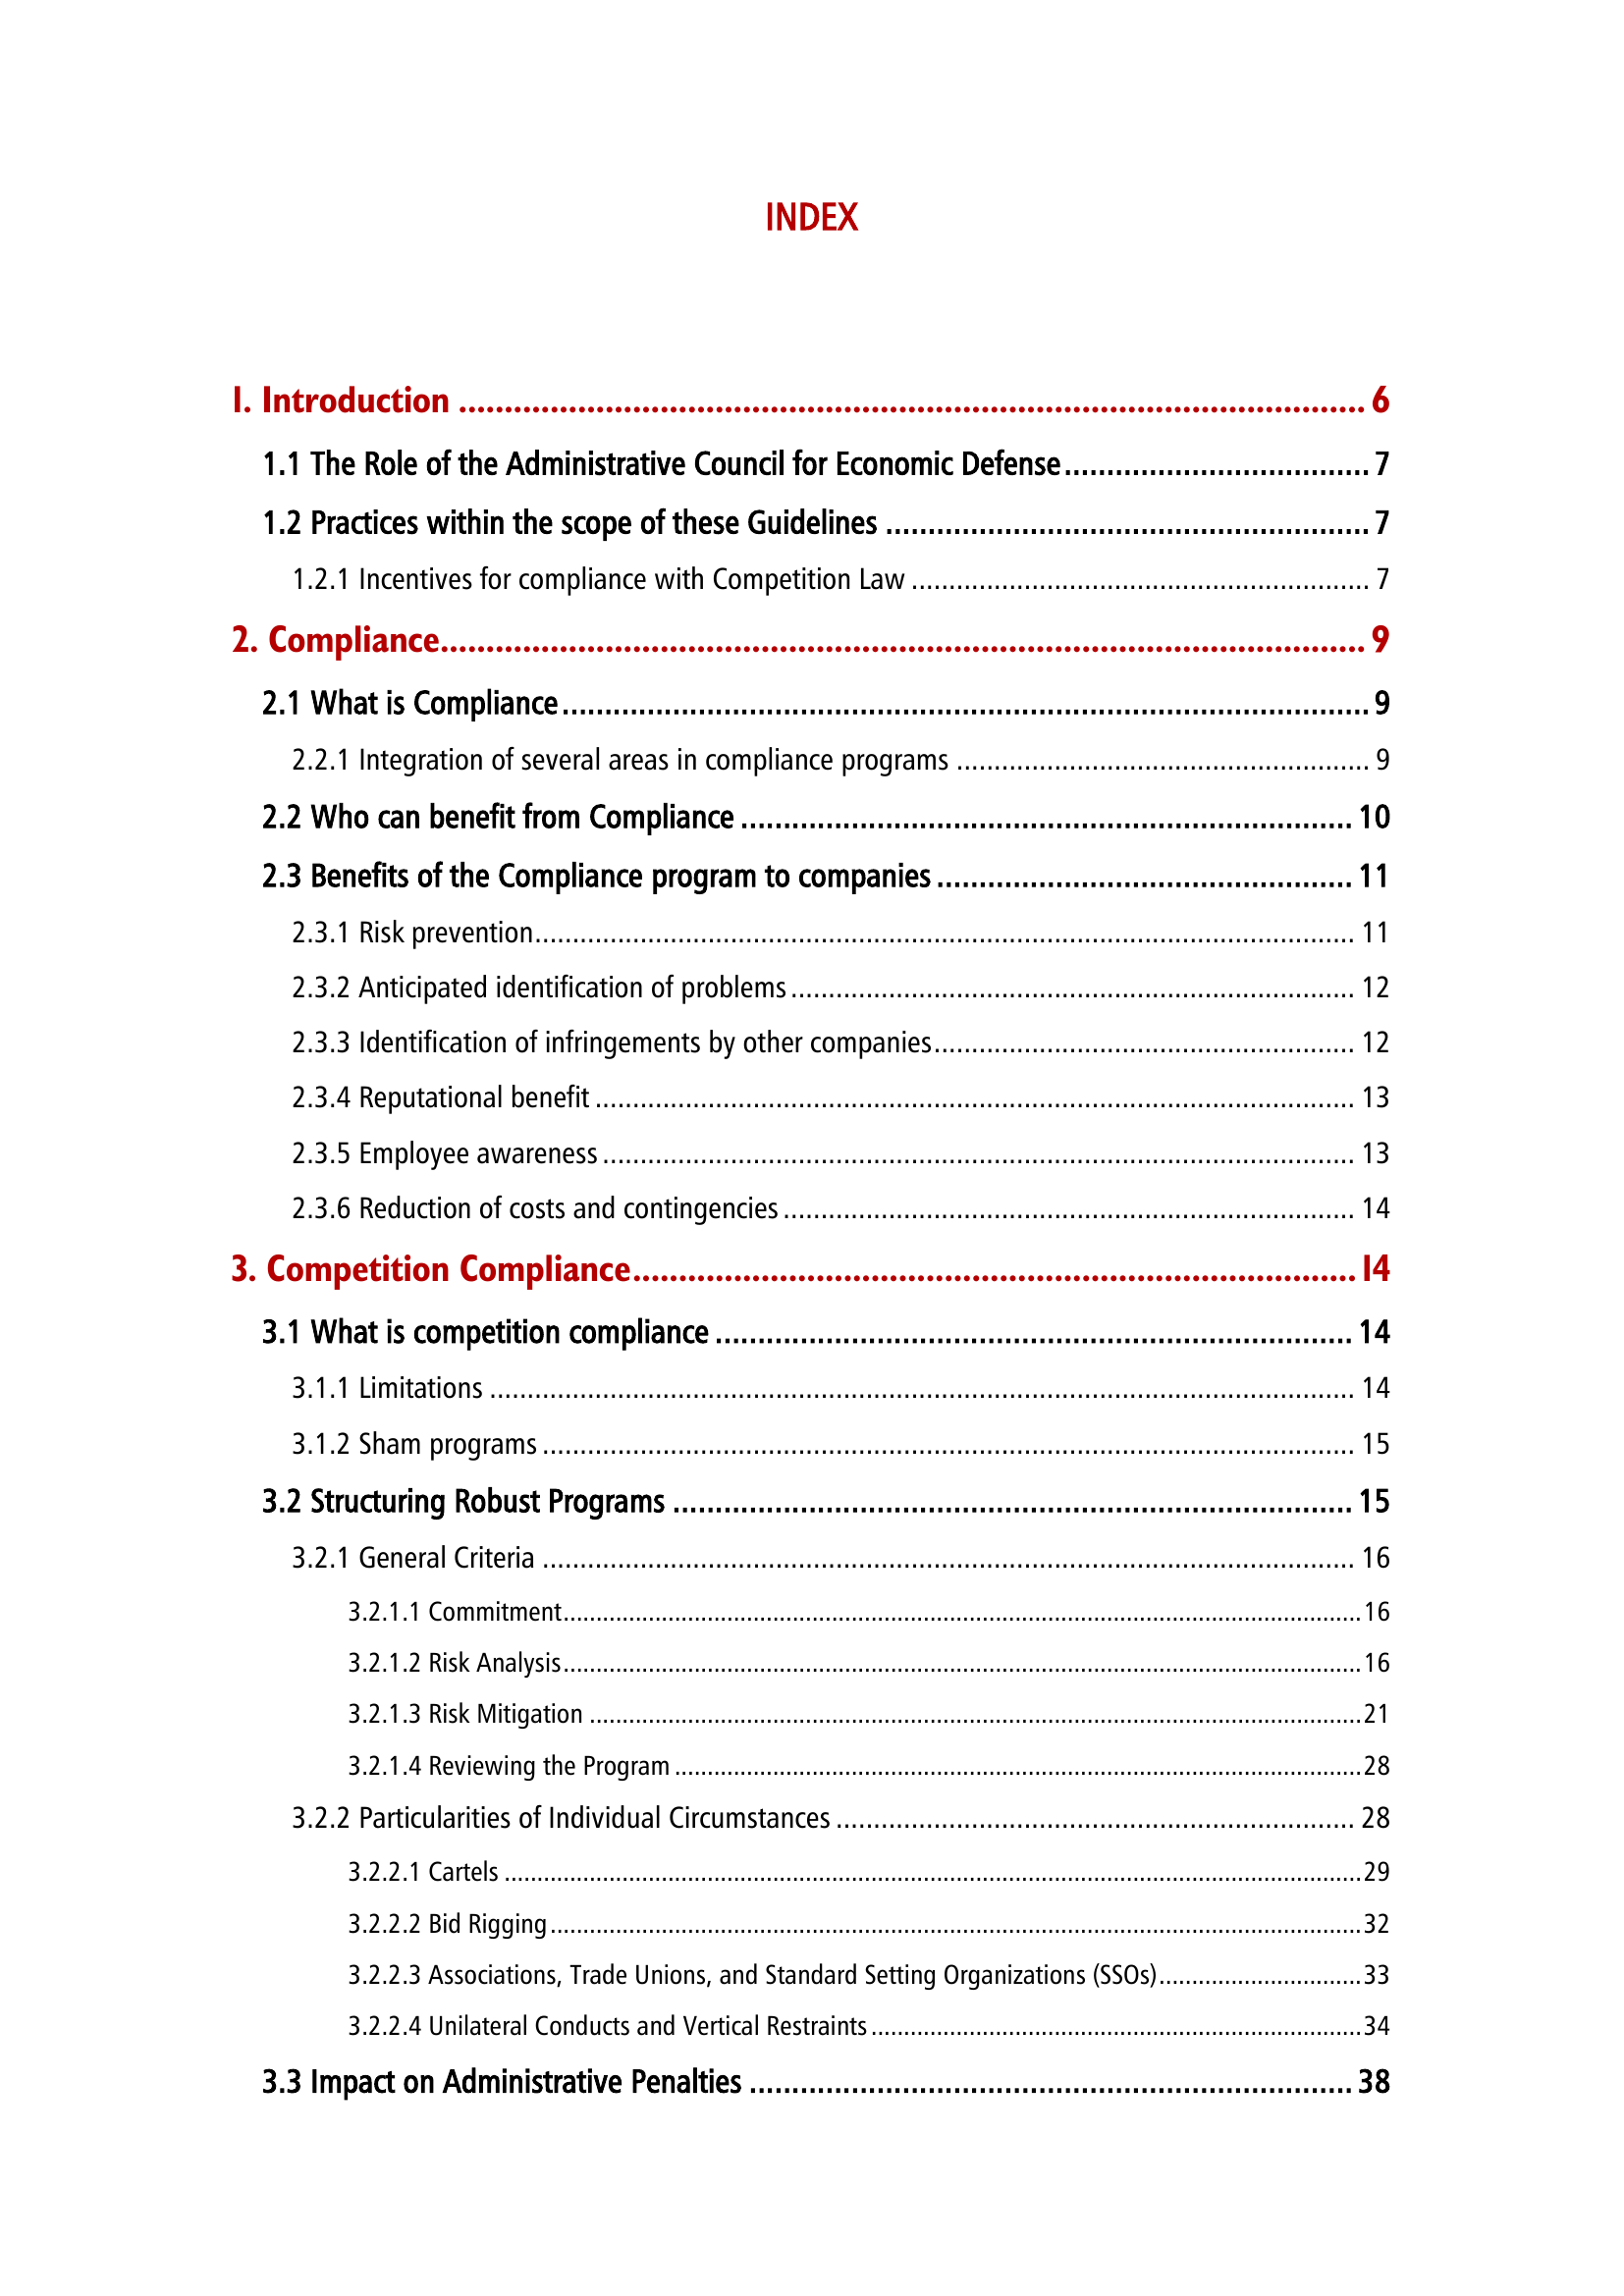 INDEX
1. Introduction ........ 6
1.1 The Role of the Administrative Council for Economic Defense ........ 7
1.2 Practices within the scope of these Guidelines ........ 7
1.2.1 Incentives for compliance with Competition Law ........ 7
2. Compliance ........ 9
2.1 What is Compliance ........ 9
2.2.1 Integration of several areas in compliance programs ........ 9
2.2 Who can benefit from Compliance ........ 10
2.3 Benefits of the Compliance program to companies ........ 11
2.3.1 Risk prevention ........ 11
2.3.2 Anticipated identification of problems ........ 12
2.3.3 Identification of infringements by other companies ........ 12
2.3.4 Reputational benefit ........ 13
2.3.5 Employee awareness ........ 13
2.3.6 Reduction of costs and contingencies ........ 14
3. Competition Compliance ........ 14
3.1 What is competition compliance ........ 14
3.1.1 Limitations ........ 14
3.1.2 Sham programs ........ 15
3.2 Structuring Robust Programs ........ 15
3.2.1 General Criteria ........ 16
3.2.1.1 Commitment ........ 16
3.2.1.2 Risk Analysis ........ 16
3.2.1.3 Risk Mitigation ........ 21
3.2.1.4 Reviewing the Program ........ 28
3.2.2 Particularities of Individual Circumstances ........ 28
3.2.2.1 Cartels ........ 29
3.2.2.2 Bid Rigging ........ 32
3.2.2.3 Associations, Trade Unions, and Standard Setting Organizations (SSOs) ........ 33
3.2.2.4 Unilateral Conducts and Vertical Restraints ........ 34
3.3 Impact on Administrative Penalties ........ 38